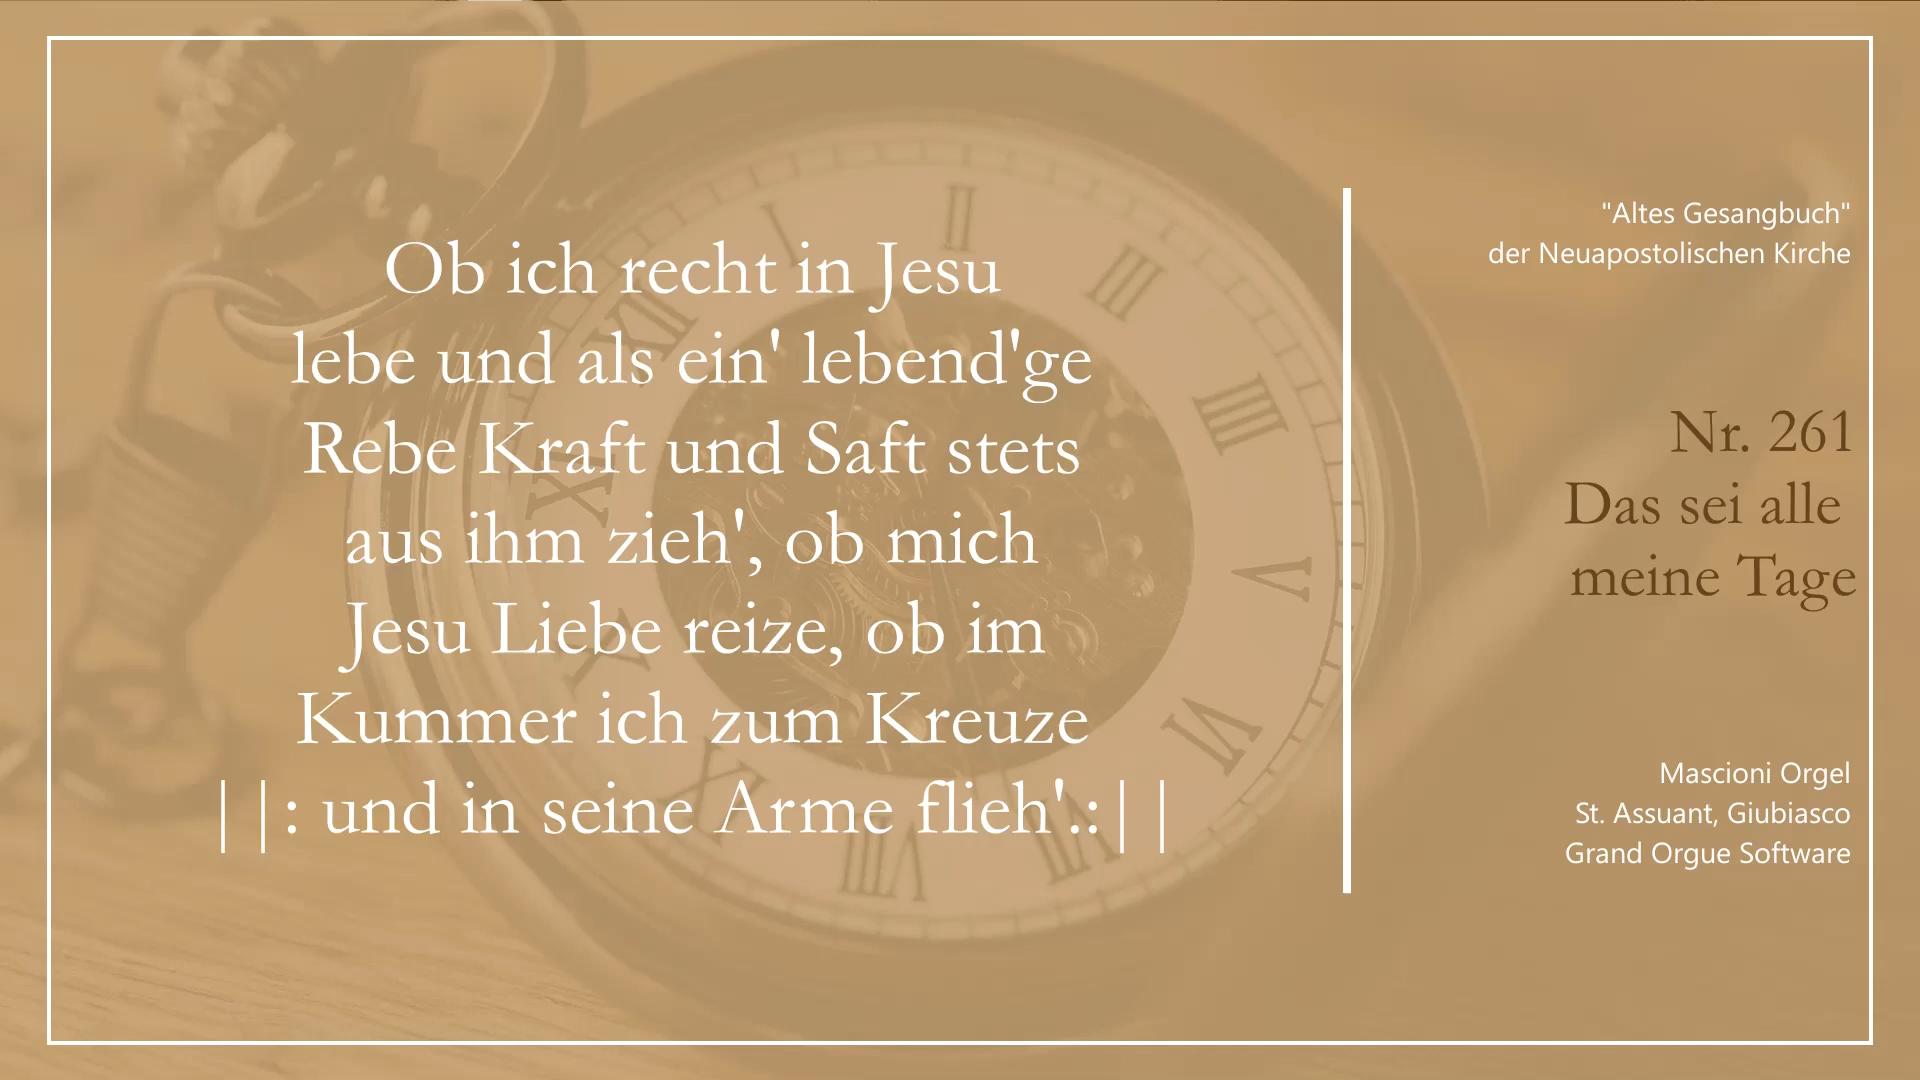 Ob ich recht in Jesu
lebe und als ein' lebend'ge
Rebe Kraft und Saft stets
aus ihm zieh', ob mich
Jesu Liebe reize, ob im
Kummer ich zum Kreuze
||: und in seine Arme flieh'.:||
"Altes Gesangbuch"
der Neuapostolischen Kirche
Nr. 261
Das sei alle
meine Tage
Mascioni Orgel
St. Assuant, Giubiasco
Grand Orgue Software